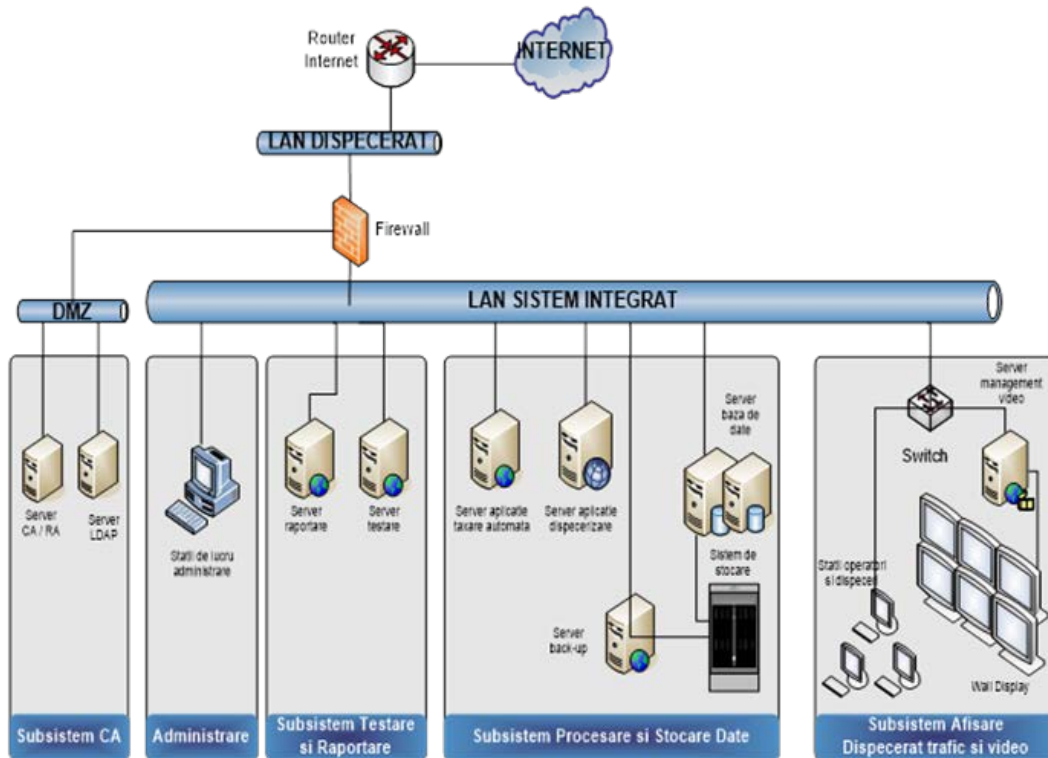 Router
Internet
INTERNET
LAN DISPECERAT
Firewall
DMZ
LAN SISTEM INTEGRAT
Server
CA / RA
Server
LDAP
Statii de lucru
administrare
Server
raportare
Server
testare
Server aplicatie
taxare automata
Server aplicatie
dispecerizare
Server
baza de
date
Sistem de
stocare
Server
back-up
Server
management
video
Switch
Statii operatori
si dispeceri
Wall Display
Subsistem CA
Administrare
Subsistem Testare
si Raportare
Subsistem Procesare si Stocare Date
Subsistem Afisare
Dispecerat trafic si video